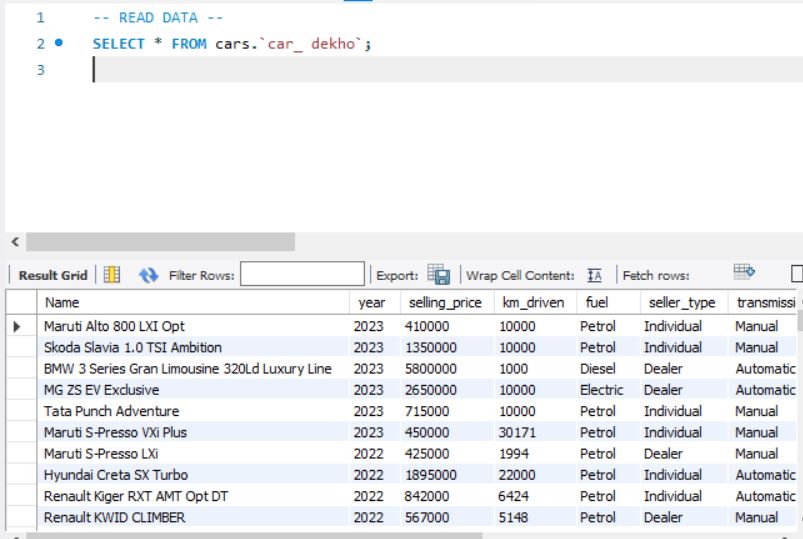 1 -- READ DATA --
2 SELECT * FROM cars.`car_ dekho`;
3
Result Grid Filter Rows: Export: Wrap Cell Content: Fetch rows:
Name year selling_price km_driven fuel seller_type transmissi
Maruti Alto 800 LXI Opt 2023 410000 10000 Petrol Individual Manual
Skoda Slavia 1.0 TSI Ambition 2023 1350000 10000 Petrol Individual Manual
BMW 3 Series Gran Limousine 320Ld Luxury Line 2023 5800000 1000 Diesel Dealer Automatic
MG ZS EV Exclusive 2023 2650000 10000 Electric Dealer Automatic
Tata Punch Adventure 2023 715000 10000 Petrol Individual Manual
Maruti S-Presso VXi Plus 2023 450000 30171 Petrol Individual Manual
Maruti S-Presso LXi 2022 425000 1994 Petrol Dealer Manual
Hyundai Creta SX Turbo 2022 1895000 22000 Petrol Individual Automatic
Renault Kiger RXT AMT Opt DT 2022 842000 6424 Petrol Individual Automatic
Renault KWID CLIMBER 2022 567000 5148 Petrol Dealer Manual